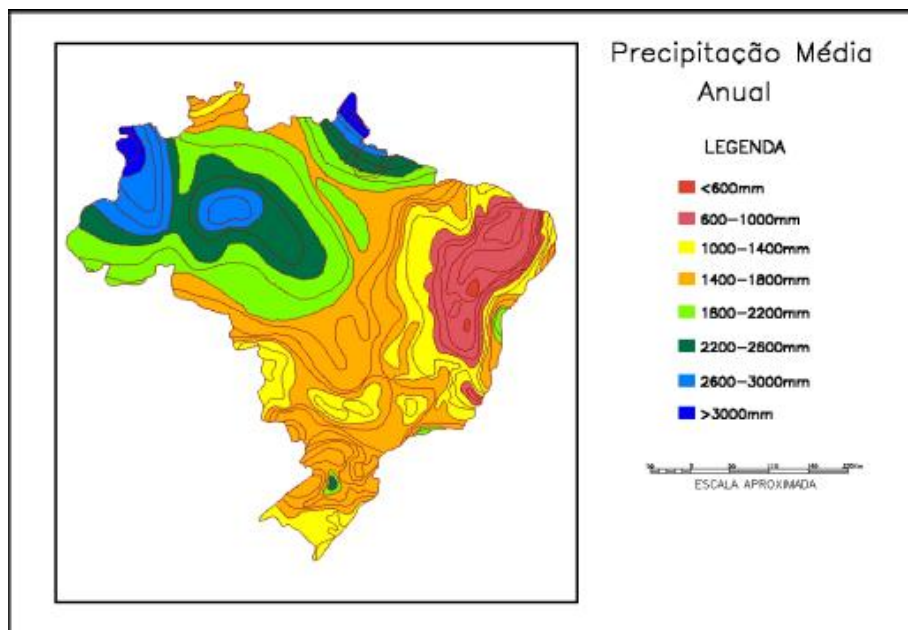 Precipitação Média
Anual
LEGENDA
<600mm
600-1000mm
1000-1400mm
1400-1800mm
1800-2200mm
2200-2600mm
2600-3000mm
>3000mm
ESCALA APROXIMADA